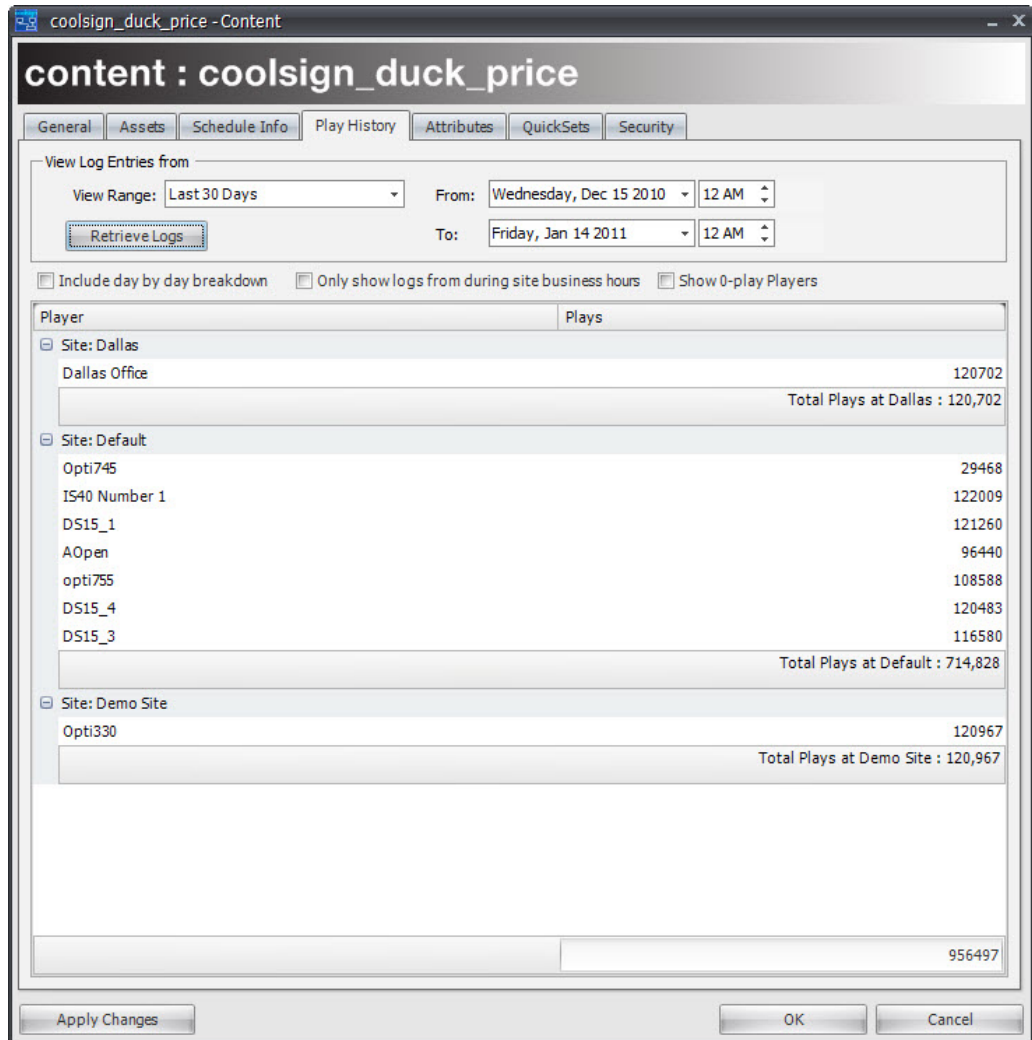 coolsign_duck_price - Content
content : coolsign_duck_price
General Assets Schedule Info Play History Attributes QuickSets Security
View Log Entries from
View Range: Last 30 Days From: Wednesday, Dec 15 2010 12 AM
Retrieve Logs To: Friday, Jan 14 2011 12 AM
Include day by day breakdown Only show logs from during site business hours Show 0-play Players
Player Plays
Site: Dallas
Dallas Office 120702
Total Plays at Dallas : 120,702
Site: Default
Opti745 29468
IS40 Number 1 122009
DS15_1 121260
AOpen 96440
opti755 108588
DS15_4 120483
DS15_3 116580
Total Plays at Default : 714,828
Site: Demo Site
Opti330 120967
Total Plays at Demo Site : 120,967
956497
Apply Changes OK Cancel